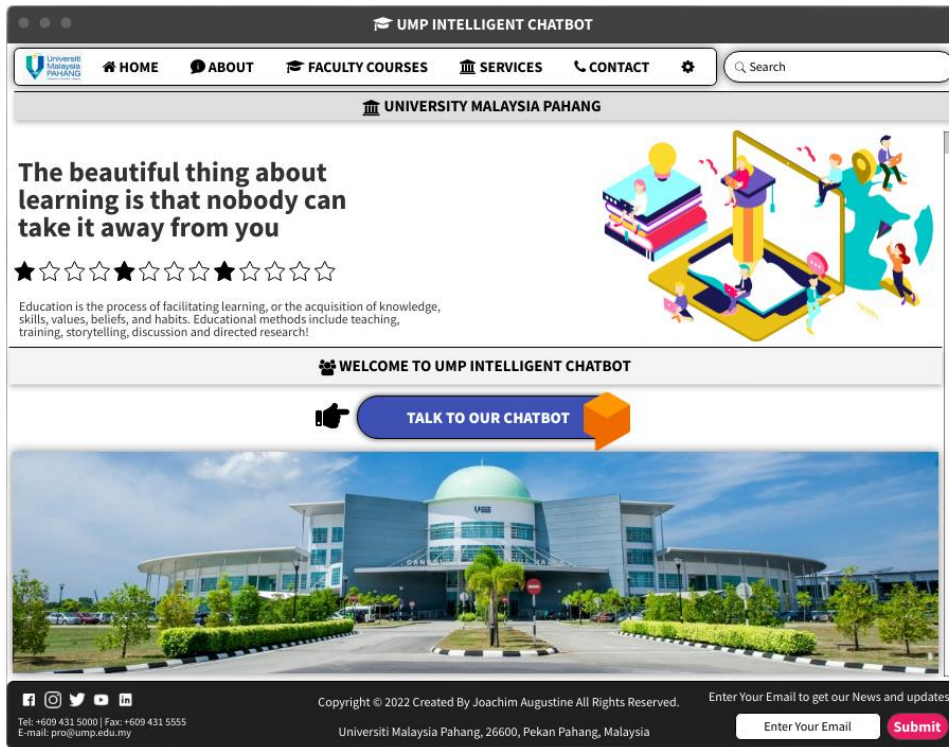 UMP INTELLIGENT CHATBOT
Universiti
Malaysia
PAHANG
HOME
ABOUT
FACULTY COURSES
SERVICES
CONTACT
Search
UNIVERSITY MALAYSIA PAHANG
The beautiful thing about
learning is that nobody can
take it away from you
Education is the process of facilitating learning, or the acquisition of knowledge,
skills, values, beliefs, and habits. Educational methods include teaching,
training, storytelling, discussion and directed research!
WELCOME TO UMP INTELLIGENT CHATBOT
TALK TO OUR CHATBOT
Copyright © 2022 Created By Joachim Augustine All Rights Reserved.
Enter Your Email to get our News and updates
Tel: +609 431 5000 | Fax: +609 431 5555
E-mail: pro@ump.edu.my
Universiti Malaysia Pahang, 26600, Pekan Pahang, Malaysia
Enter Your Email
Submit